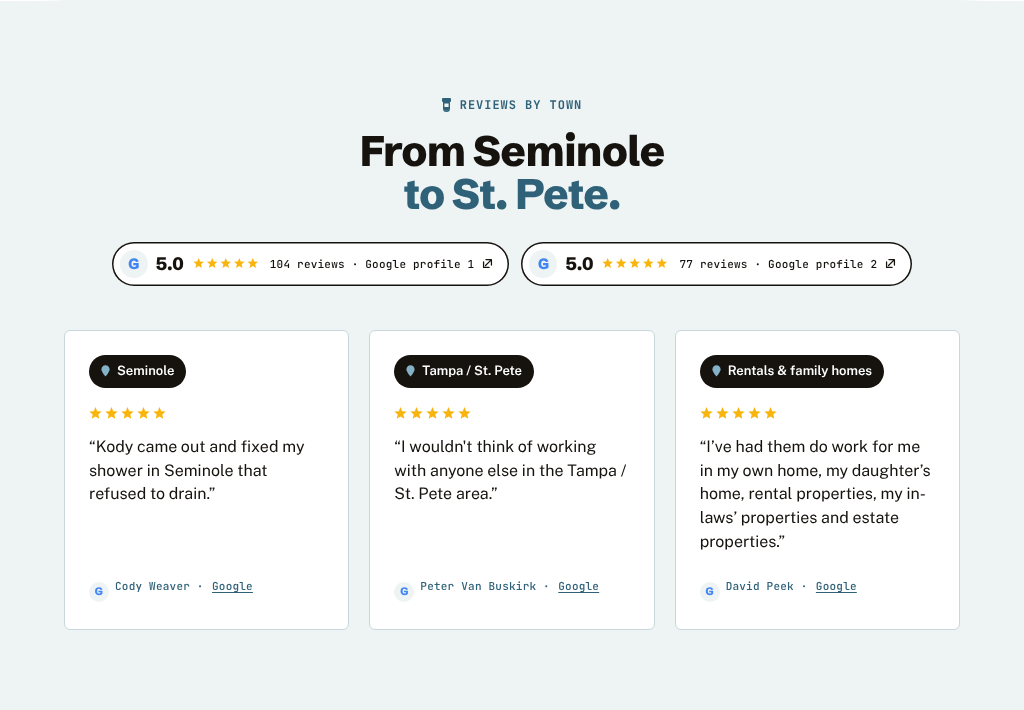 REVIEWS BY TOWN
From Seminole
to St. Pete.
G 5.0 104 reviews · Google profile 1
G 5.0 77 reviews · Google profile 2
Seminole
“Kody came out and fixed my
shower in Seminole that
refused to drain.”
G Cody Weaver · Google
Tampa / St. Pete
“I wouldn't think of working
with anyone else in the Tampa /
St. Pete area.”
G Peter Van Buskirk · Google
Rentals & family homes
“I’ve had them do work for me
in my own home, my daughter’s
home, rental properties, my in-
laws’ properties and estate
properties.”
G David Peek · Google